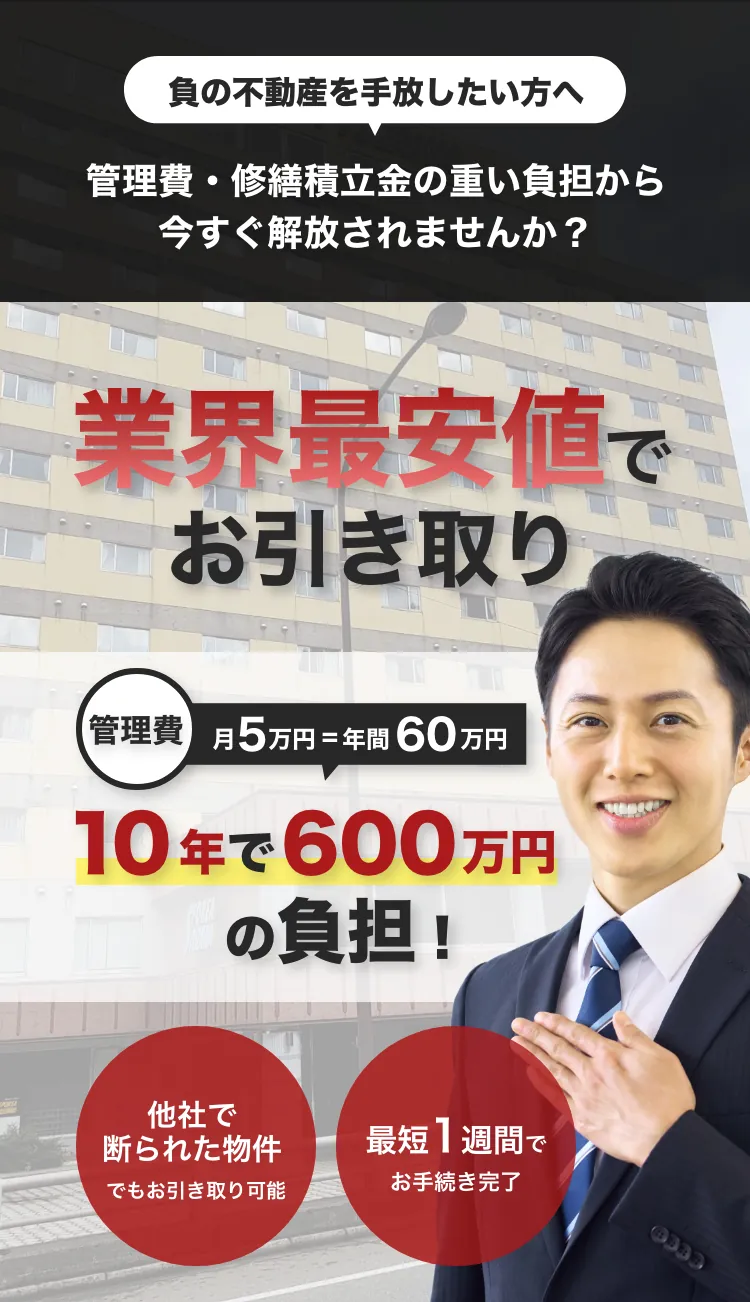 負の不動産を手放したい方へ
管理費・修繕積立金の重い負担から
今すぐ解放されませんか？
業界最安値で
お引き取り
管理費
月5万円＝年間60万円
10年で600万円
の負担！
他社で
断られた物件
でもお引き取り可能
最短1週間で
お手続き完了